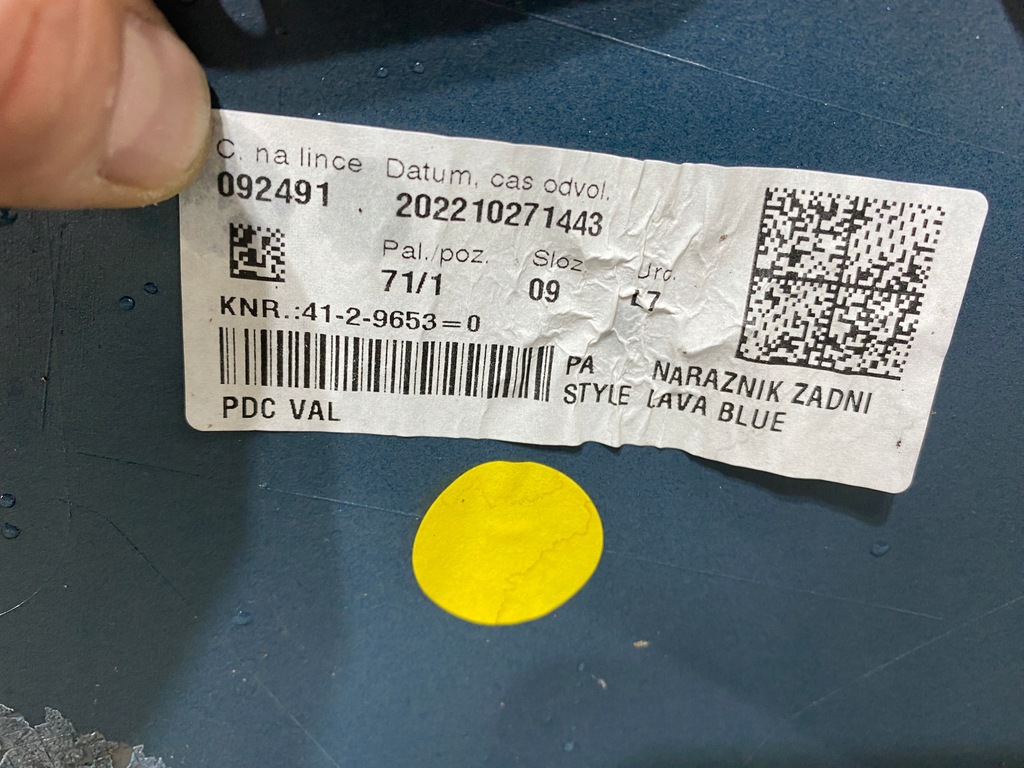 C. na lince Datum, cas odvol.
092491 202210271443
Pal./poz. Sloz.
71/1 09
KNR.:41-2-9653=0
PA NARAZNIK ZADNI
STYLE LAVA BLUE
PDC VAL